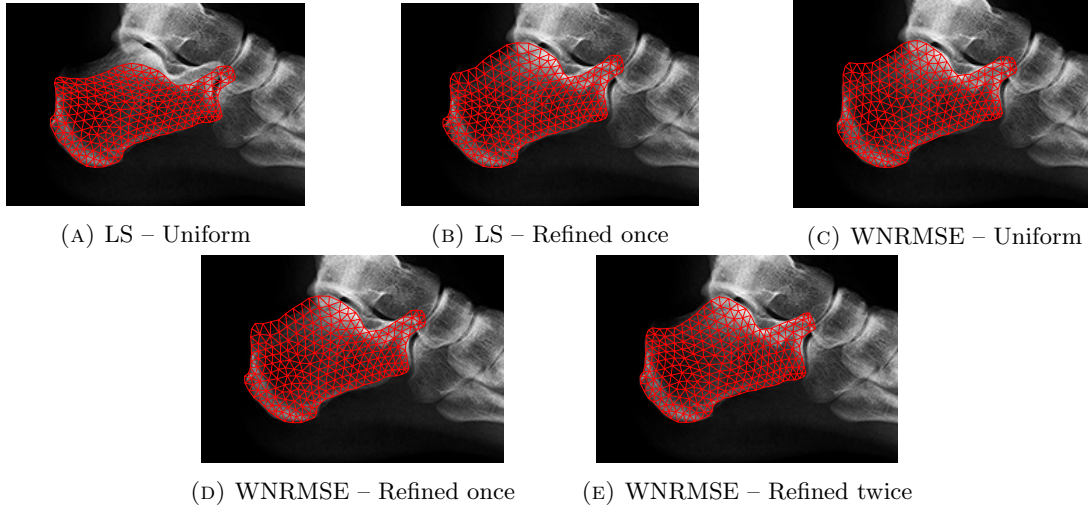 (A) LS – Uniform
(B) LS – Refined once
(C) WNRMSE – Uniform
(D) WNRMSE – Refined once
(E) WNRMSE – Refined twice